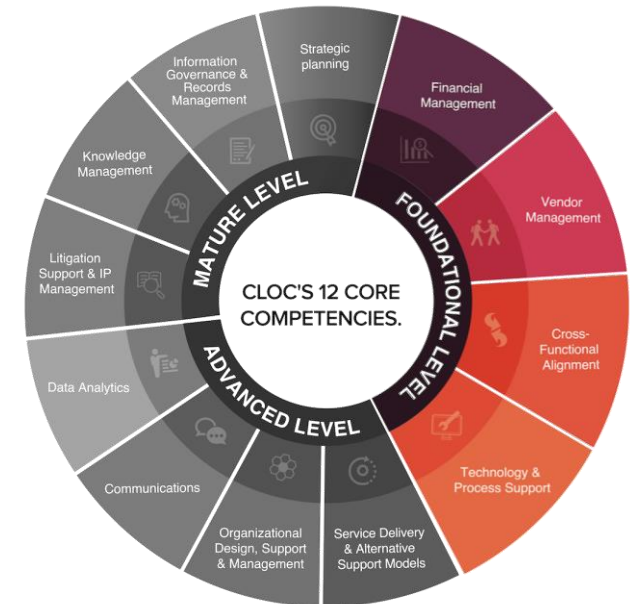 CLOC'S 12 CORE
COMPETENCIES.
FOUNDATIONAL LEVEL
Financial
Management
Vendor
Management
Cross-
Functional
Alignment
Technology &
Process Support
ADVANCED LEVEL
Service Delivery
& Alternative
Support Models
Organizational
Design, Support
& Management
Communications
Data Analytics
MATURE LEVEL
Litigation
Support & IP
Management
Knowledge
Management
Information
Governance &
Records
Management
Strategic
planning